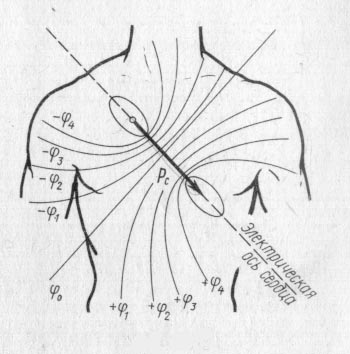 -φ₄
-φ₃
-φ₂
-φ₁
φ₀
Pc
+φ₁
+φ₂
+φ₃
+φ₄
Электрическая
ось сердца